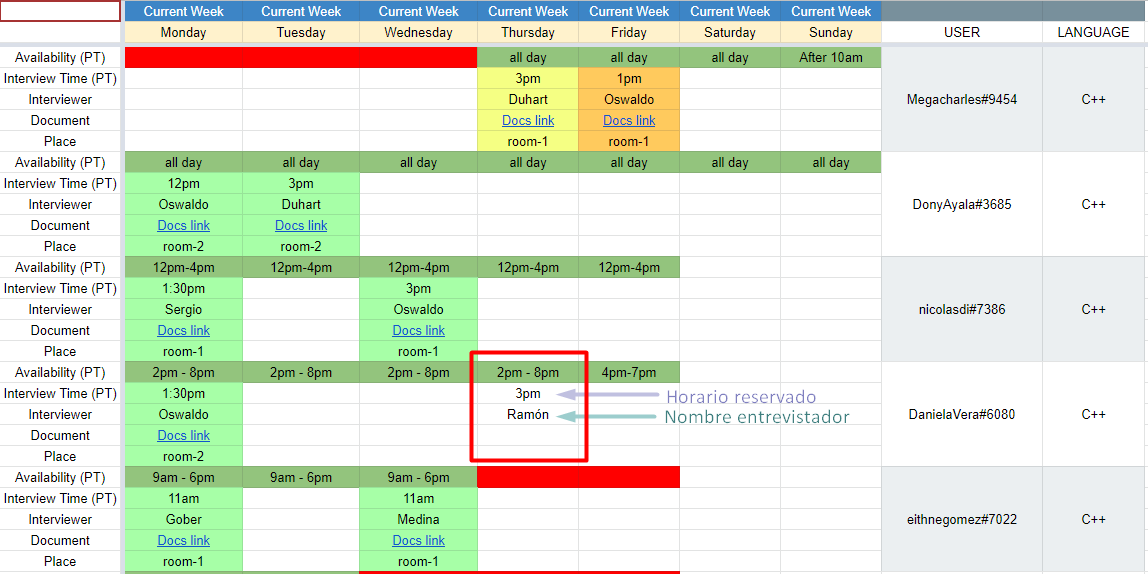 Current Week Current Week Current Week Current Week Current Week Current Week Current Week
Monday Tuesday Wednesday Thursday Friday Saturday Sunday USER LANGUAGE
Availability (PT) all day all day all day After 10am
Interview Time (PT) 3pm 1pm
Interviewer Duhart Oswaldo Megacharles#9454 C++
Document Docs link Docs link
Place room-1 room-1
Availability (PT) all day all day all day all day all day all day all day
Interview Time (PT) 12pm 3pm
Interviewer Oswaldo Duhart DonyAyala#3685 C++
Document Docs link Docs link
Place room-2 room-2
Availability (PT) 12pm-4pm 12pm-4pm 12pm-4pm 12pm-4pm 12pm-4pm
Interview Time (PT) 1:30pm 3pm
Interviewer Sergio Oswaldo nicolasdi#7386 C++
Document Docs link Docs link
Place room-1 room-1
Availability (PT) 2pm - 8pm 2pm - 8pm 2pm - 8pm 2pm - 8pm 4pm-7pm
Interview Time (PT) 1:30pm 3pm Horario reservado
Interviewer Oswaldo Ramón Nombre entrevistador DanielaVera#6080 C++
Document Docs link
Place room-2
Availability (PT) 9am - 6pm 9am - 6pm 9am - 6pm
Interview Time (PT) 11am 11am
Interviewer Gober Medina eithnegomez#7022 C++
Document Docs link Docs link
Place room-1 room-1